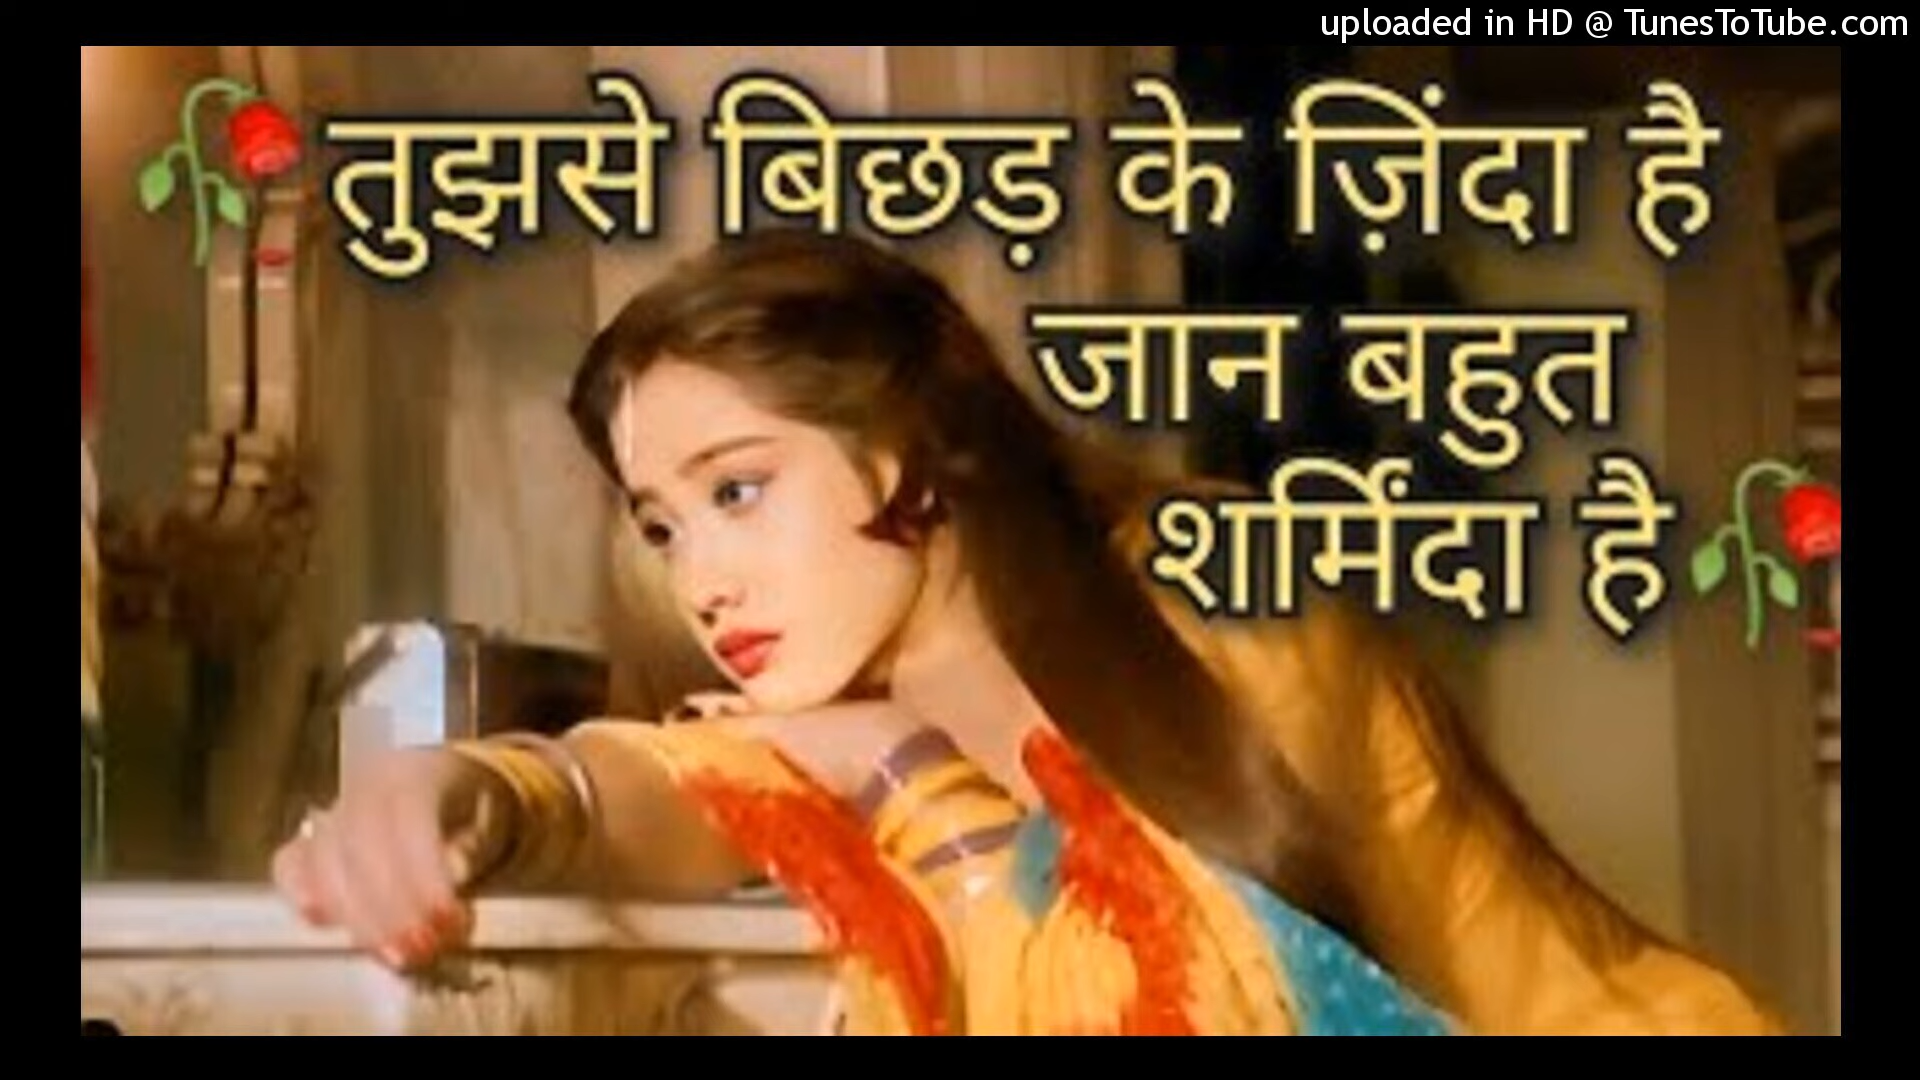 uploaded in HD @ TunesToTube.com
तुझसे बिछड़ के ज़िंदा है
जान बहुत
शर्मिंदा है